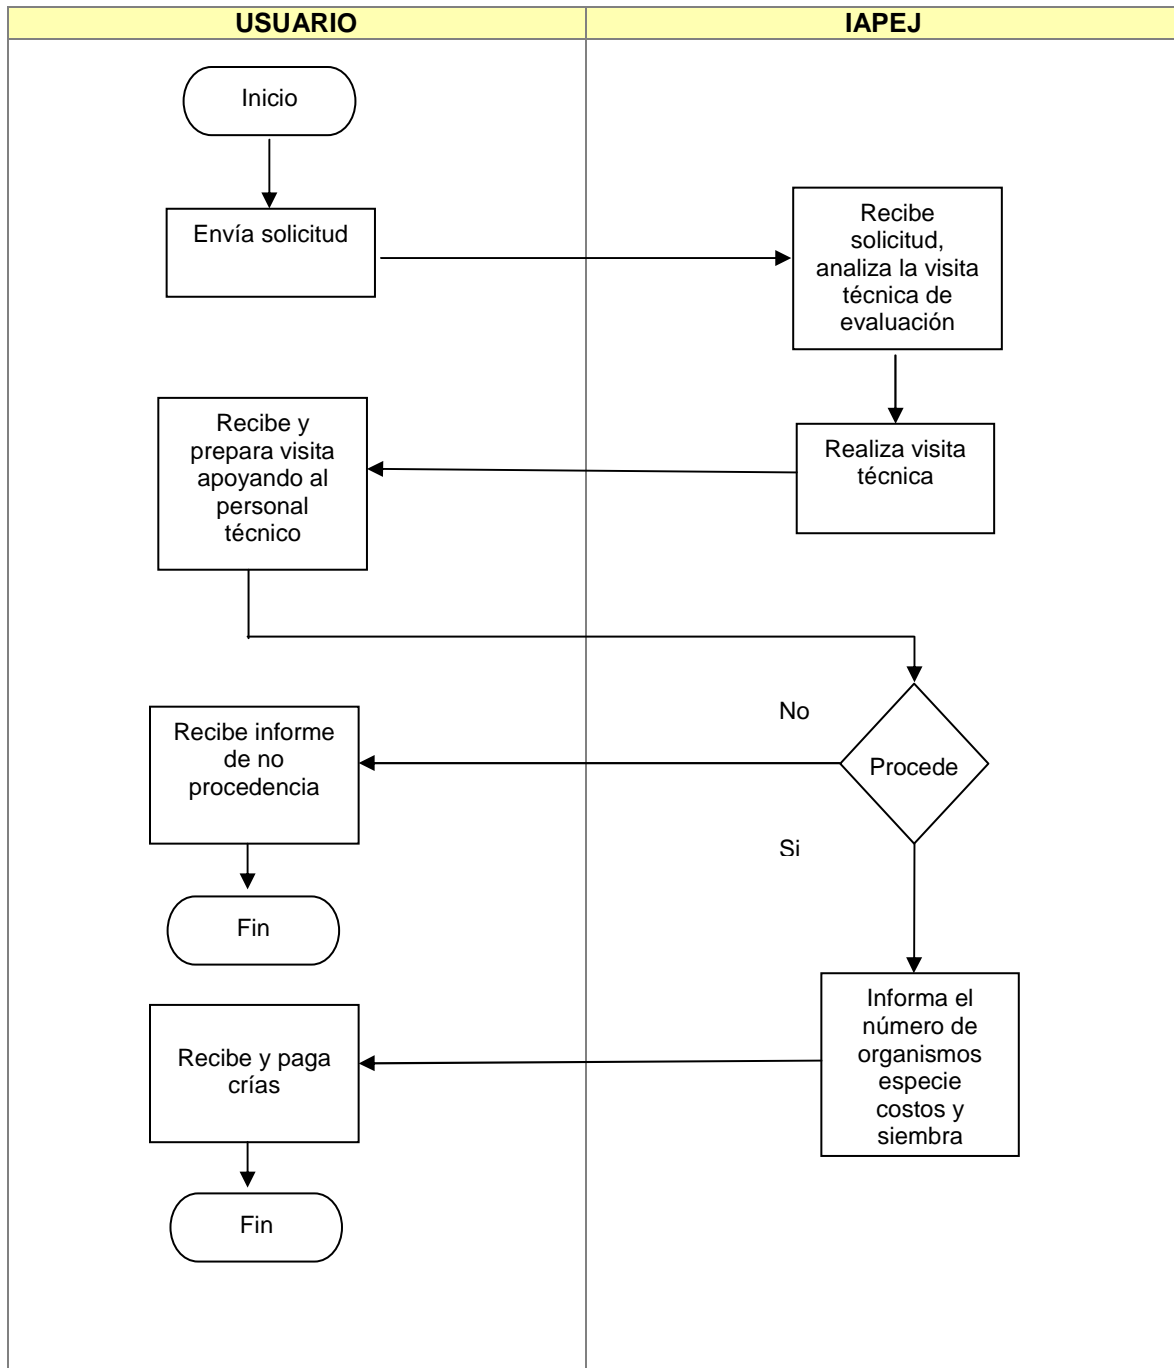 USUARIO
IAPEJ
Inicio
Envía solicitud
Recibe
solicitud,
analiza la visita
técnica de
evaluación
Realiza visita
técnica
Recibe y
prepara visita
apoyando al
personal
técnico
No
Procede
Recibe informe
de no
procedencia
Si
Fin
Informa el
número de
organismos
especie
costos y
siembra
Recibe y paga
crías
Fin